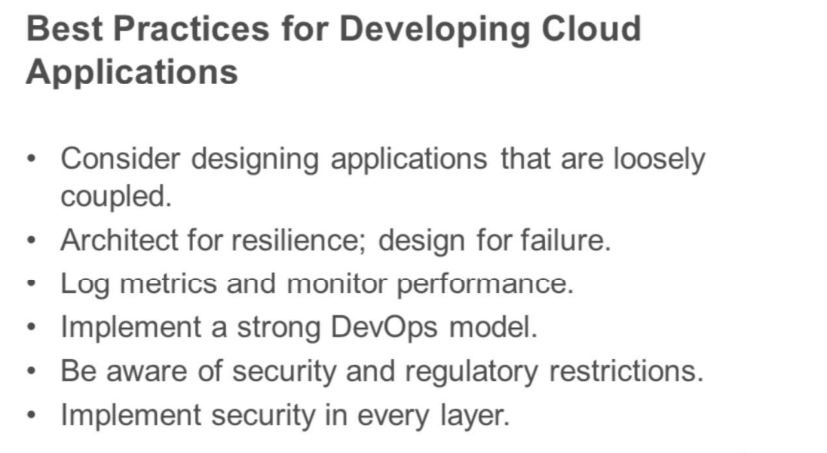 Best Practices for Developing Cloud
Applications
• Consider designing applications that are loosely
coupled.
• Architect for resilience; design for failure.
• Log metrics and monitor performance.
• Implement a strong DevOps model.
• Be aware of security and regulatory restrictions.
• Implement security in every layer.